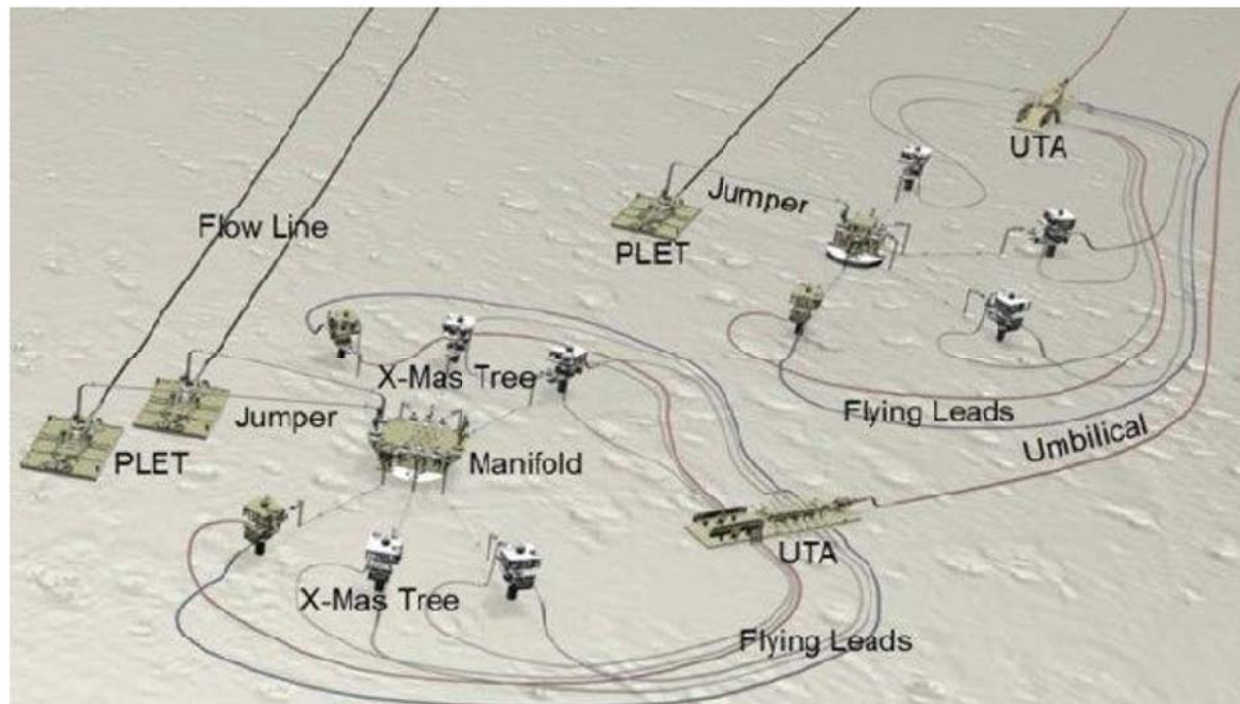 UTA
Jumper
Flow Line
PLET
X-Mas Tree
Flying Leads
Jumper
Umbilical
PLET
Manifold
UTA
X-Mas Tree
Flying Leads